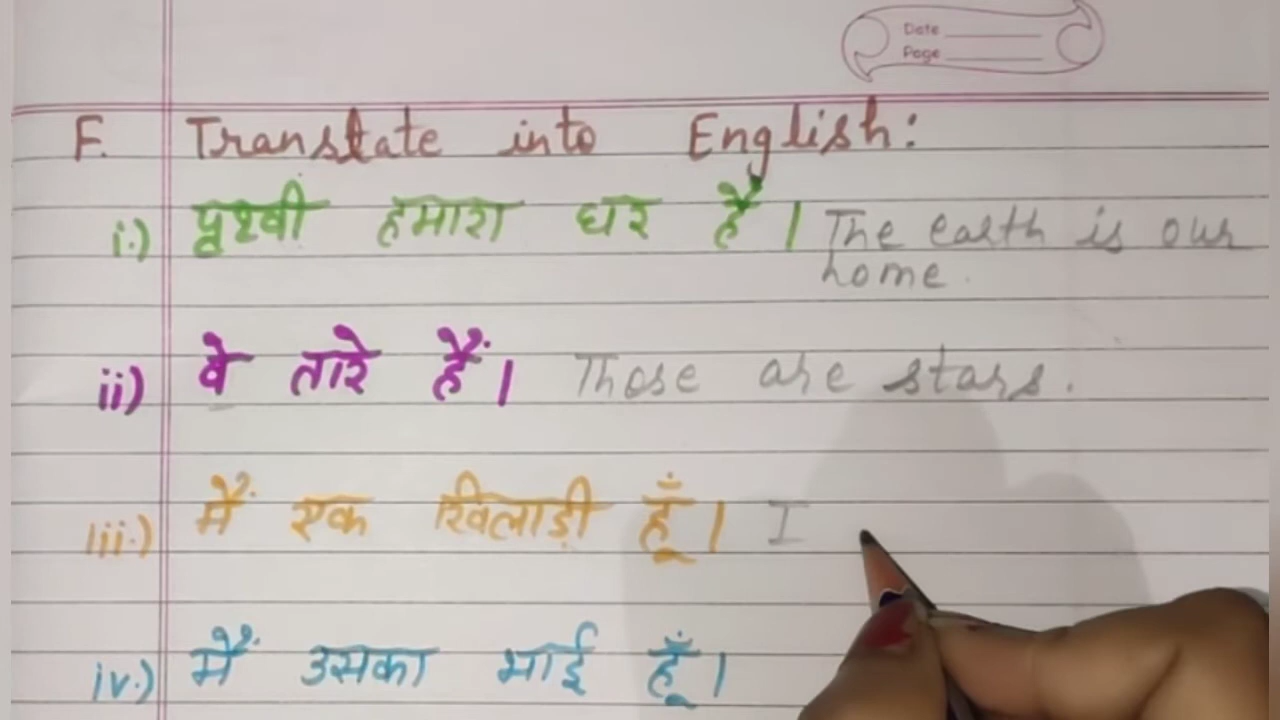 Date
Page
F. Translate into English:
i.) पृथ्वी हमारा घर है । The earth is our
home.
ii) वे तारे हैं । Those are stars.
iii.) मैं एक खिलाड़ी हूँ । I
iv.) मैं उसका भाई हूँ ।